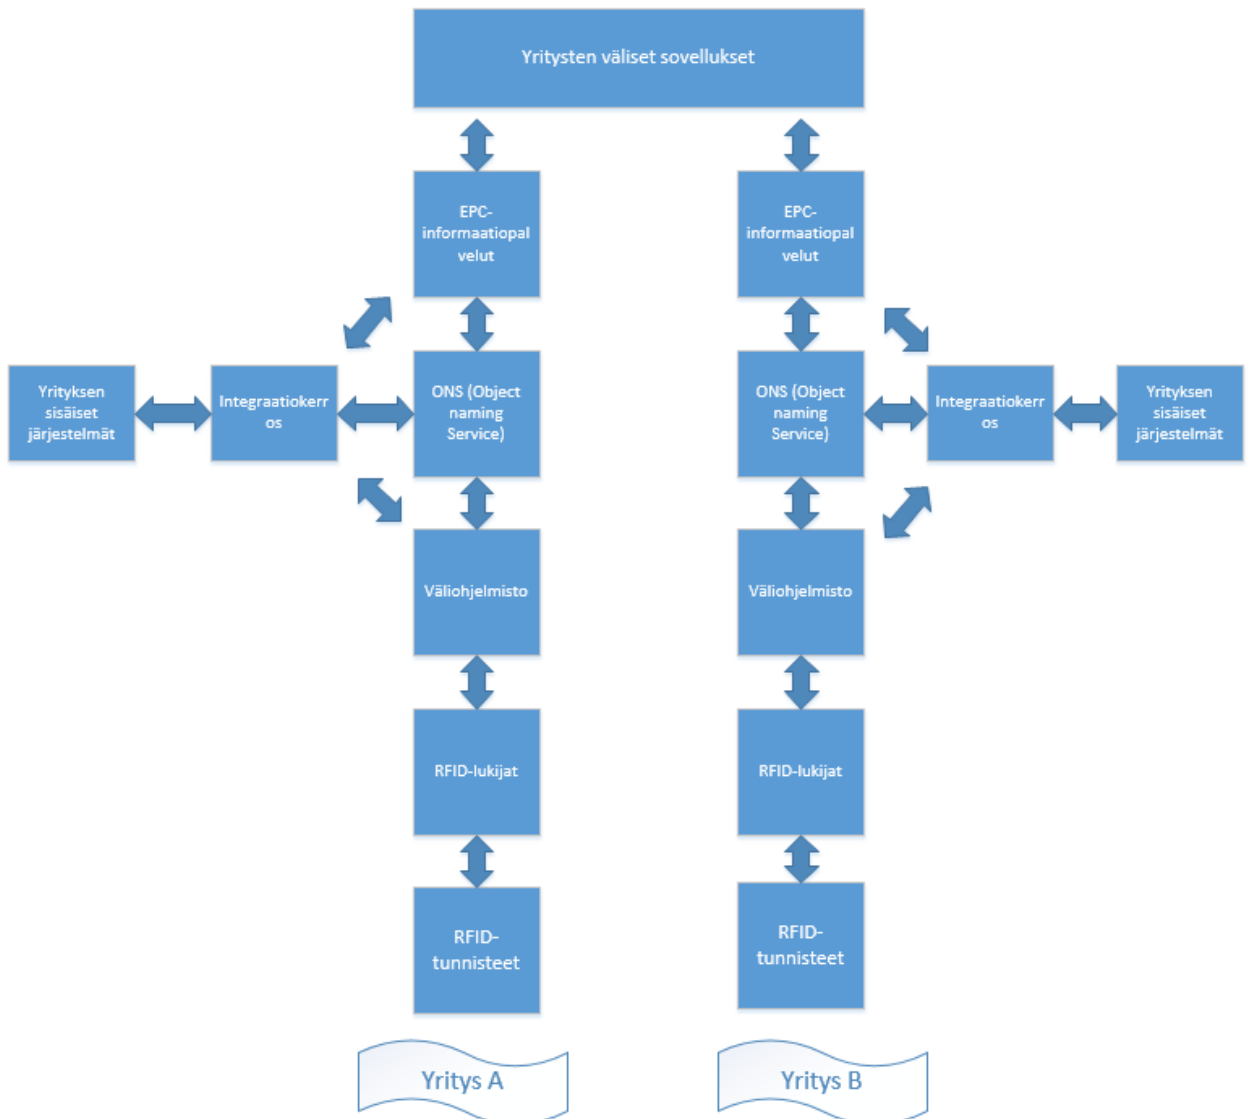 Yritysten väliset sovellukset
EPC-
informaatiopal
velut
EPC-
informaatiopal
velut
Yrityksen
sisäiset
järjestelmät
Integraatiokerr
os
ONS (Object
naming
Service)
ONS (Object
naming
Service)
Integraatiokerr
os
Yrityksen
sisäiset
järjestelmät
Väliohjelmisto
Väliohjelmisto
RFID-lukijat
RFID-lukijat
RFID-
tunnisteet
RFID-
tunnisteet
Yritys A
Yritys B